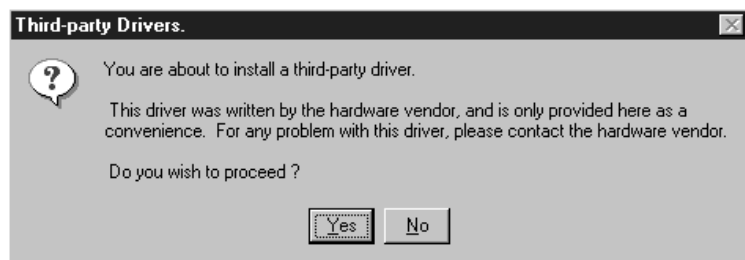 Third-party Drivers.
You are about to install a third-party driver.
This driver was written by the hardware vendor, and is only provided here as a
convenience.  For any problem with this driver, please contact the hardware vendor.
Do you wish to proceed ?
Yes
No